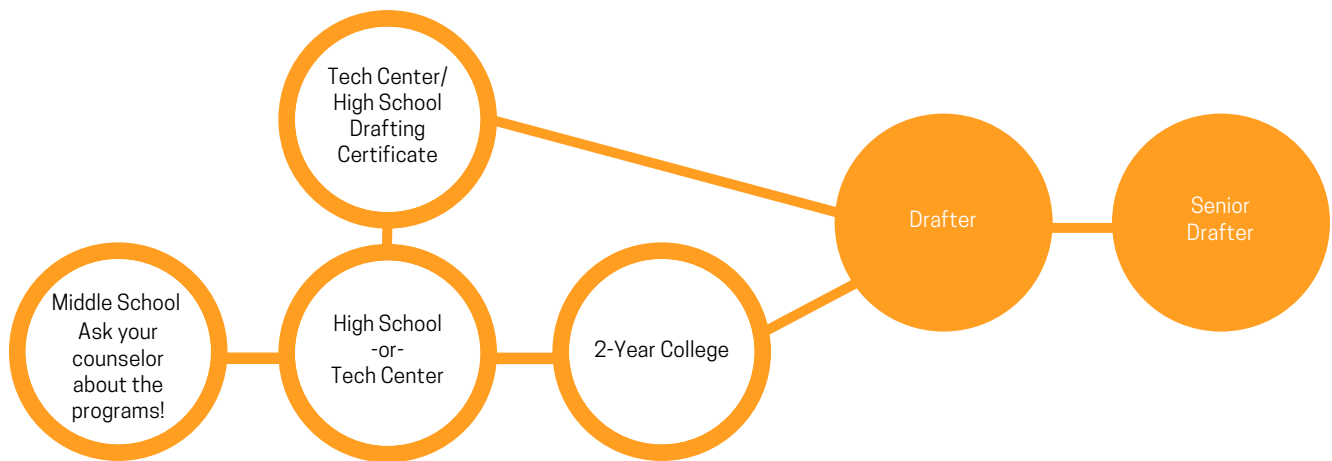 Tech Center/
High School
Drafting
Certificate
Drafter
Senior
Drafter
Middle School
Ask your
counselor
about the
programs!
High School
-or-
Tech Center
2-Year College